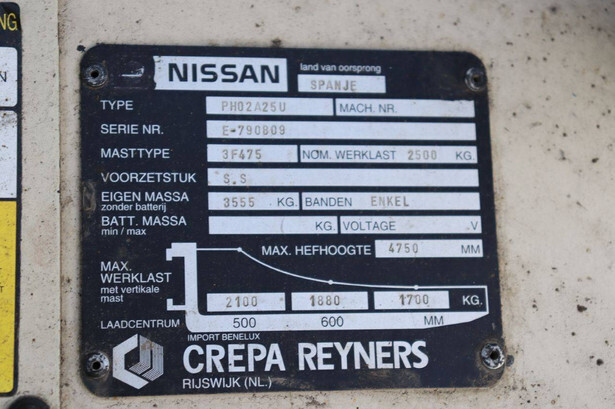 NG
N
NISSAN
land van oorsprong
SPANJE
TYPE PH02A25U MACH. NR.
SERIE NR. E-790809
MASTTYPE 3F475 NOM. WERKLAST 2500 KG.
VOORZETSTUK S.S
EIGEN MASSA zonder batterij 3555 KG. BANDEN ENKEL
BATT. MASSA min / max ( KG. VOLTAGE V
MAX. HEFHOOGTE 4750 MM
MAX.
WERKLAST
met vertikale
mast
2100 1880 1700 KG.
LAADCENTRUM 500 600 MM
IMPORT BENELUX
CREPA REYNERS
RIJSWIJK (NL.)